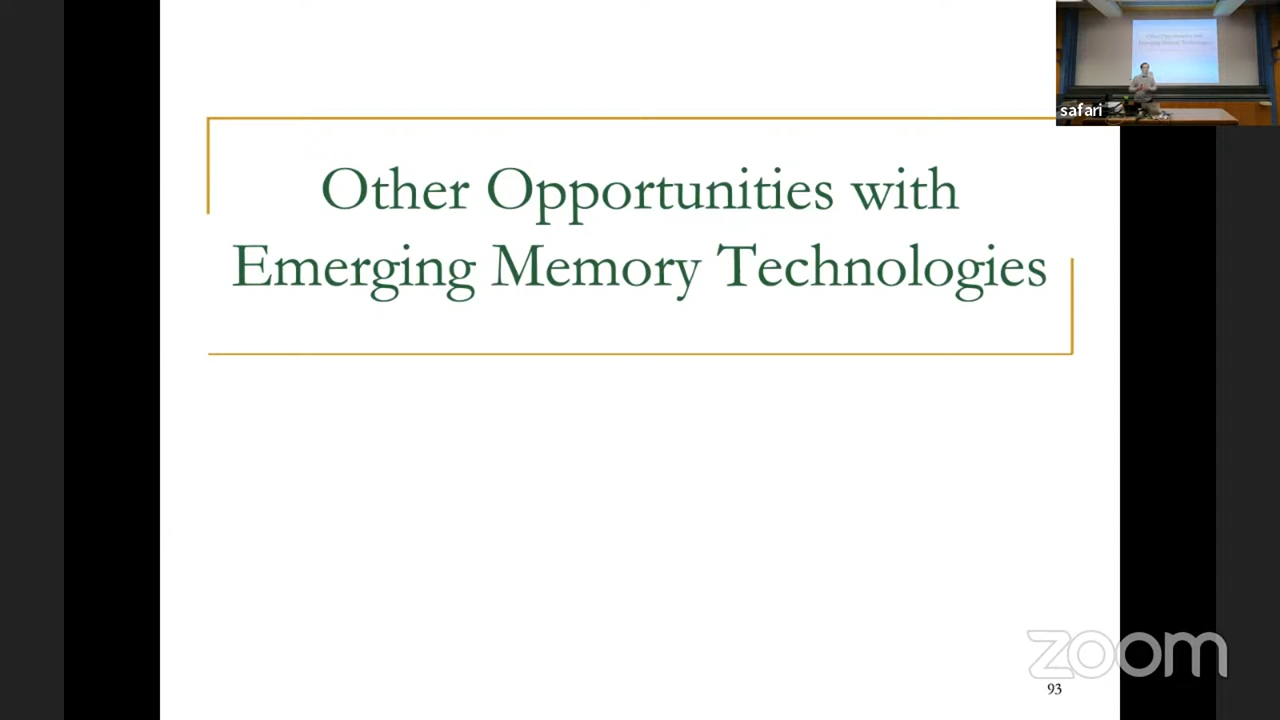 safari
Other Opportunities with
Emerging Memory Technologies
zoom
93